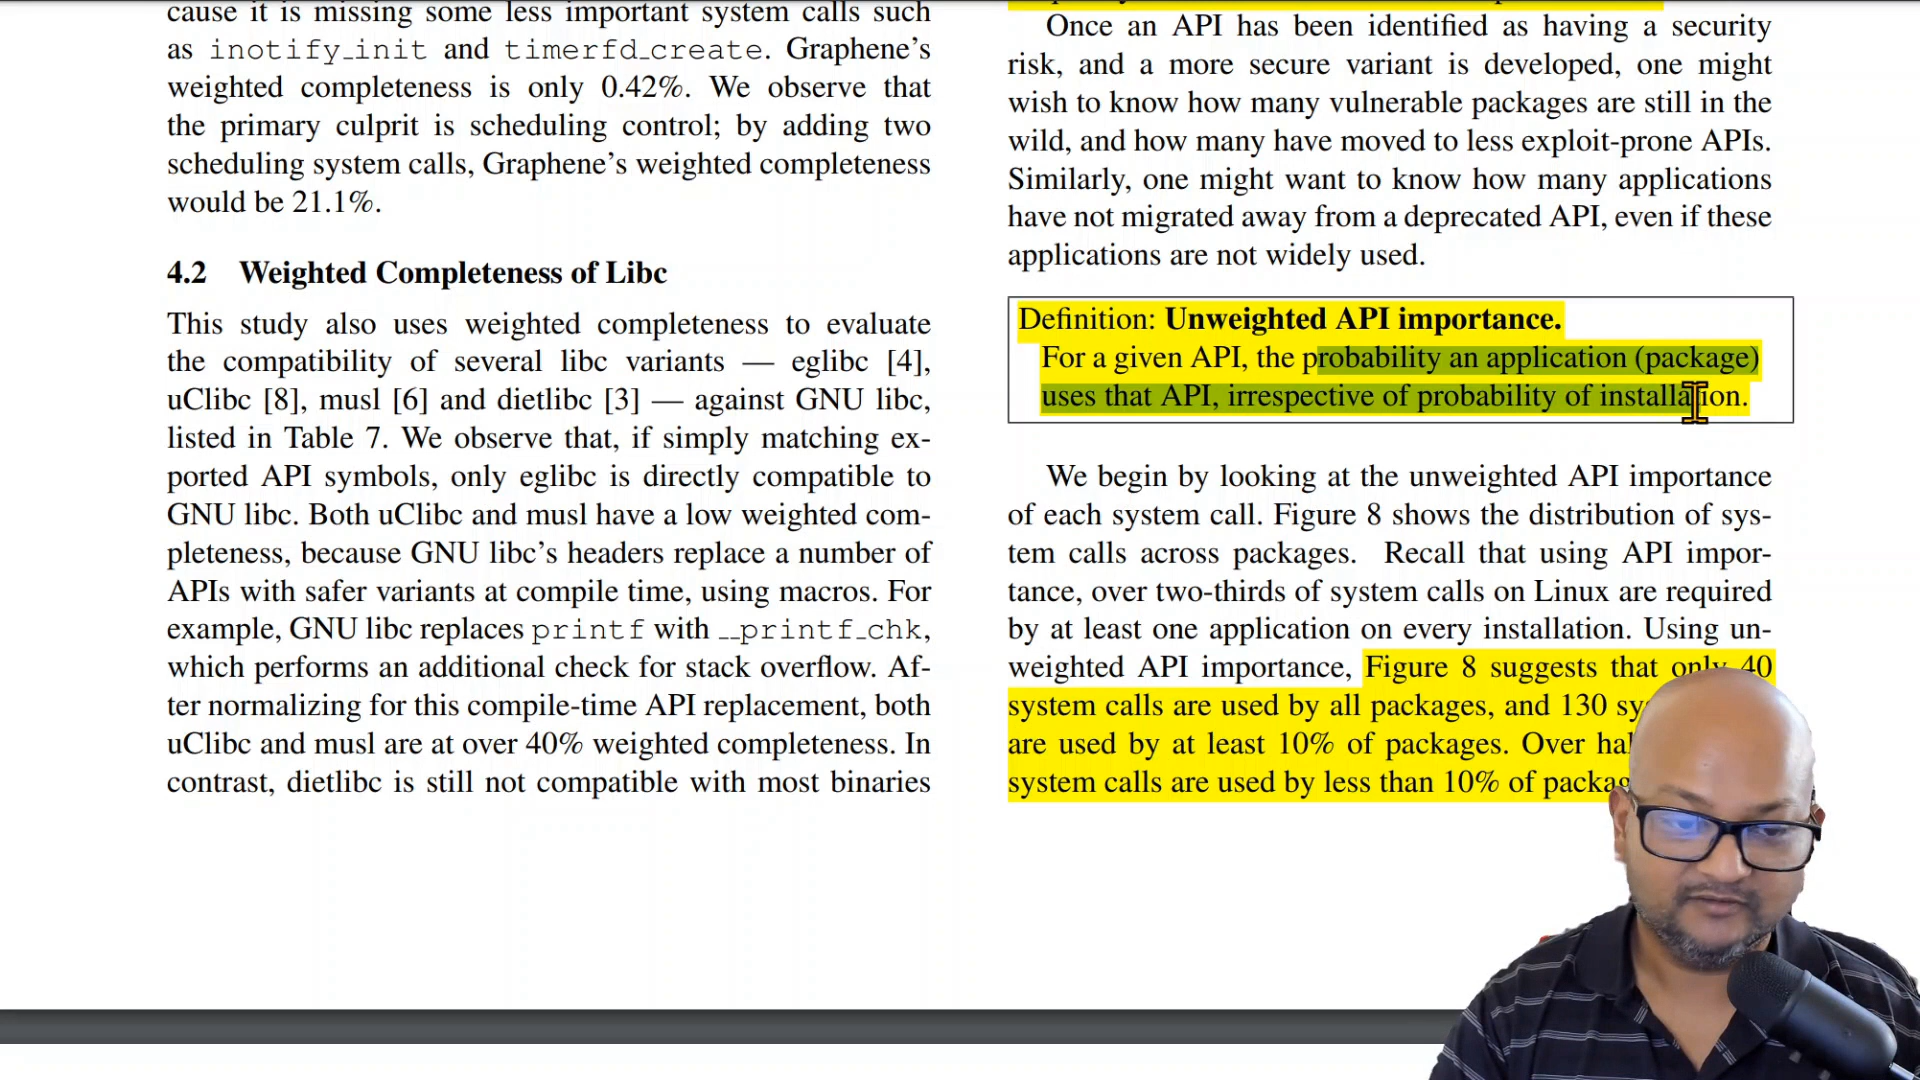 cause it is missing some less important system calls such
as inotify_init and timerfd_create. Graphene's
weighted completeness is only 0.42%. We observe that
the primary culprit is scheduling control; by adding two
scheduling system calls, Graphene's weighted completeness
would be 21.1%.
4.2 Weighted Completeness of Libc
This study also uses weighted completeness to evaluate
the compatibility of several libc variants — eglibc [4],
uClibc [8], musl [6] and dietlibc [3] — against GNU libc,
listed in Table 7. We observe that, if simply matching ex-
ported API symbols, only eglibc is directly compatible to
GNU libc. Both uClibc and musl have a low weighted com-
pleteness, because GNU libc's headers replace a number of
APIs with safer variants at compile time, using macros. For
example, GNU libc replaces printf with __printf_chk,
which performs an additional check for stack overflow. Af-
ter normalizing for this compile-time API replacement, both
uClibc and musl are at over 40% weighted completeness. In
contrast, dietlibc is still not compatible with most binaries
Once an API has been identified as having a security
risk, and a more secure variant is developed, one might
wish to know how many vulnerable packages are still in the
wild, and how many have moved to less exploit-prone APIs.
Similarly, one might want to know how many applications
have not migrated away from a deprecated API, even if these
applications are not widely used.
Definition: Unweighted API importance.
For a given API, the probability an application (package)
uses that API, irrespective of probability of installation.
We begin by looking at the unweighted API importance
of each system call. Figure 8 shows the distribution of sys-
tem calls across packages. Recall that using API impor-
tance, over two-thirds of system calls on Linux are required
by at least one application on every installation. Using un-
weighted API importance, Figure 8 suggests that only 40
system calls are used by all packages, and 130
are used by at least 10% of packages. Over
system calls are used by less than 10% of